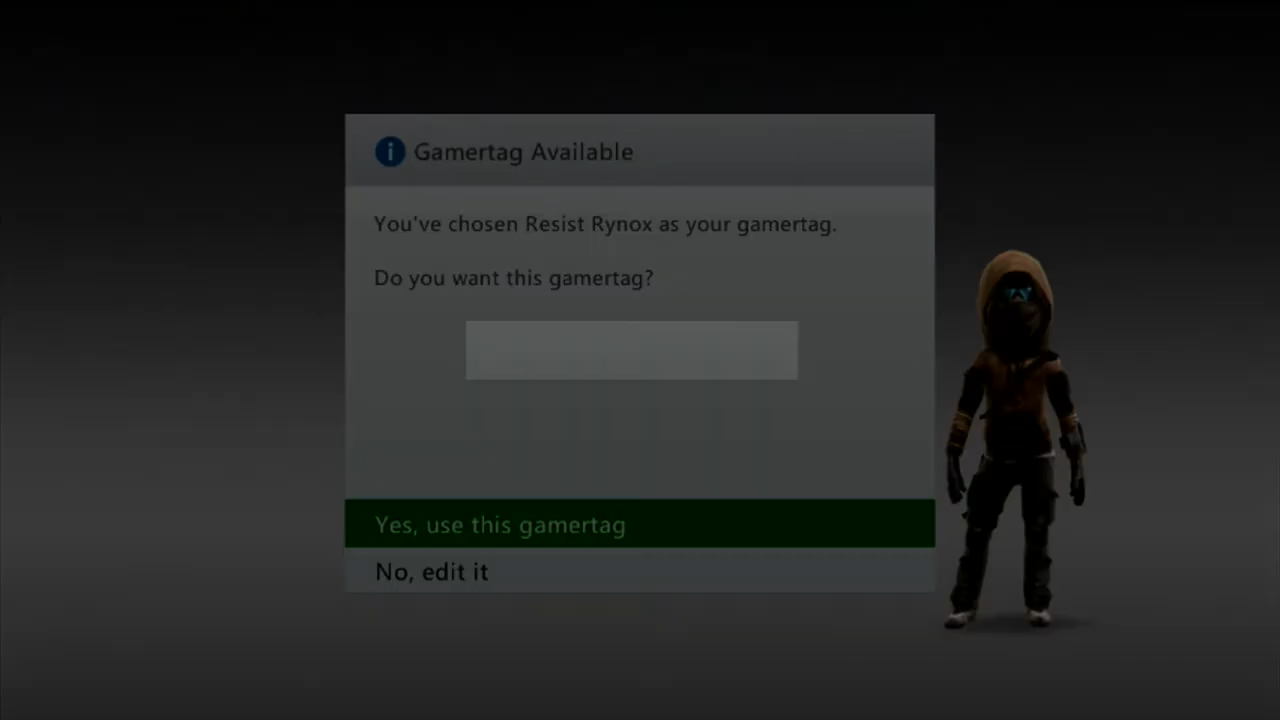 Gamertag Available
You've chosen Resist Rynox as your gamertag.
Do you want this gamertag?
Yes, use this gamertag
No, edit it